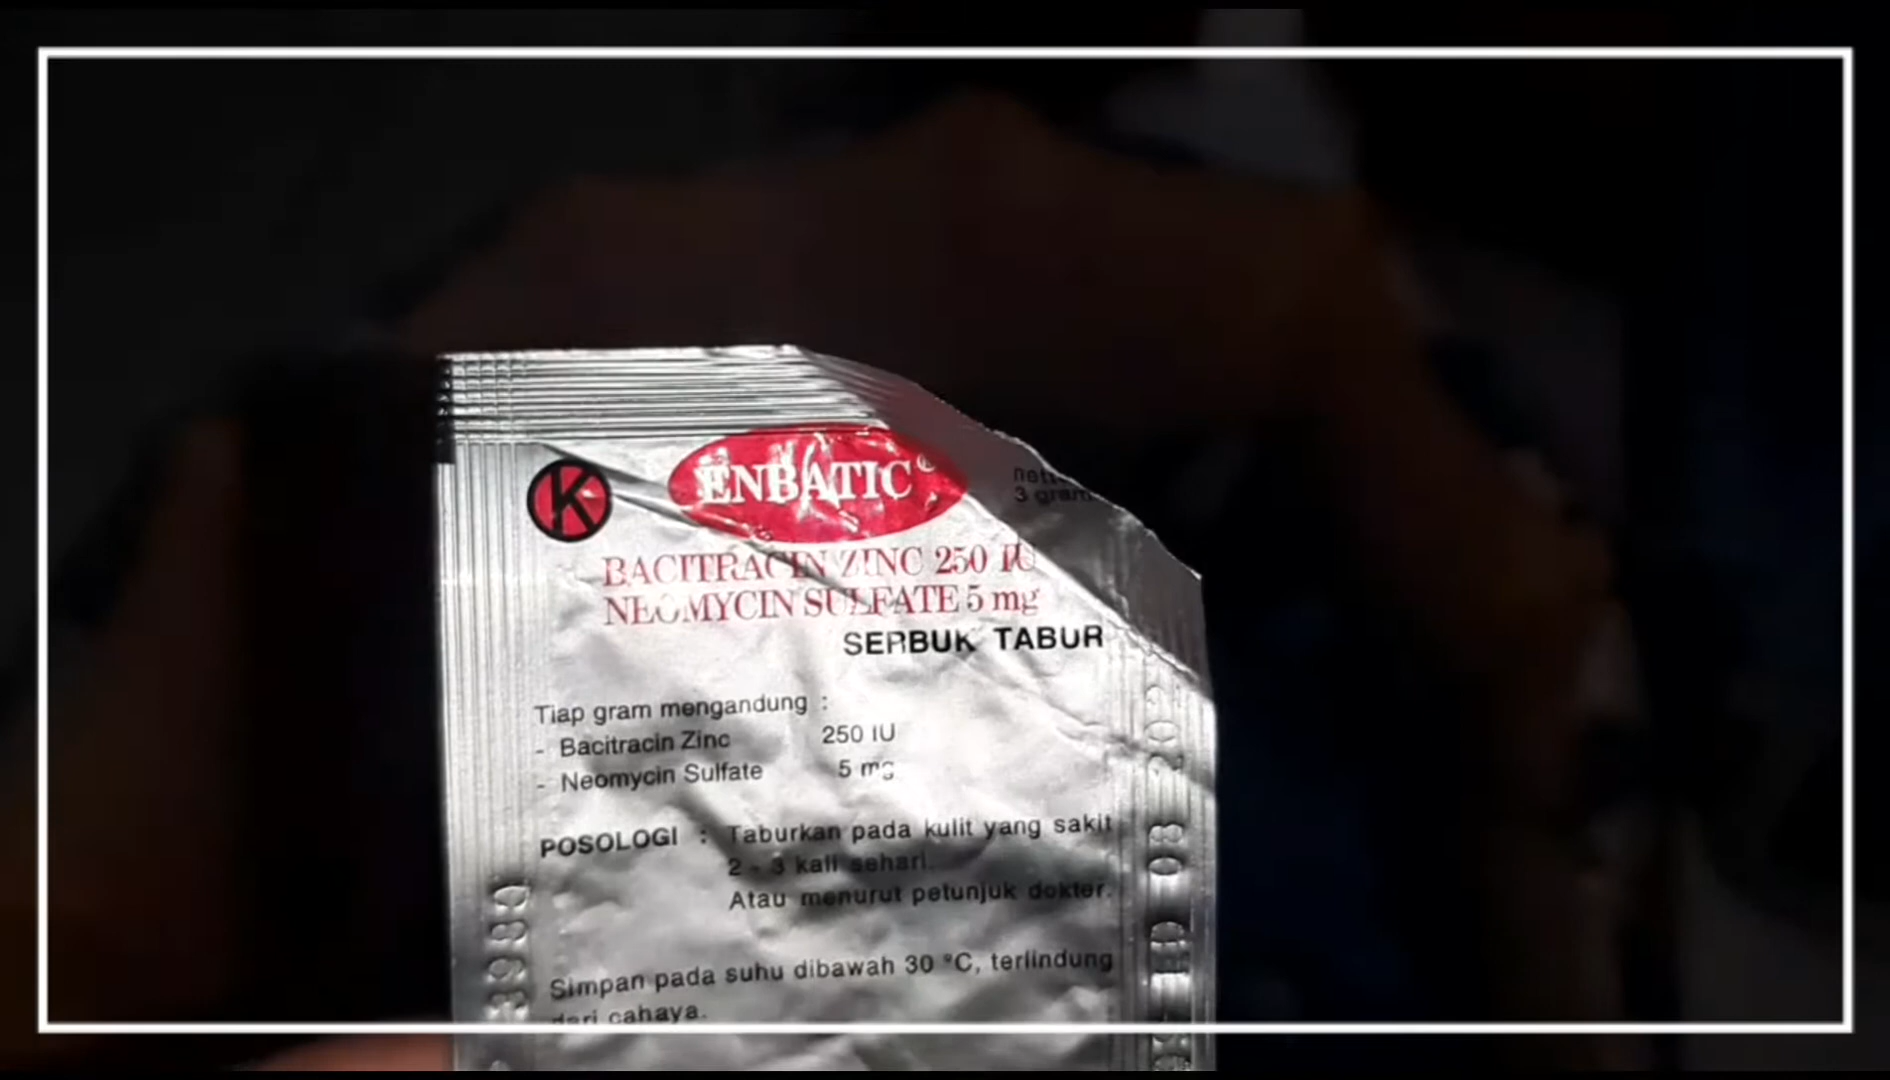 K
ENBATIC
3 gram
BACITRACIN ZINC 250 IU
NEOMYCIN SULFATE 5 mg
SERBUK TABUR
Tiap gram mengandung :
- Bacitracin Zinc 250 IU
- Neomycin Sulfate 5 mg
POSOLOGI : Taburkan pada kulit yang sakit
2 - 3 kali sehari.
Atau menurut petunjuk dokter.
Simpan pada suhu dibawah 30 °C, terlindung
dari cahaya.
ED 08